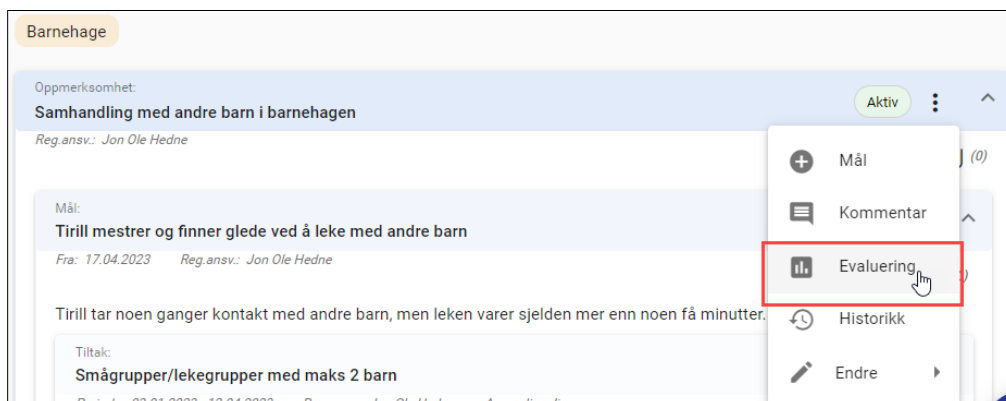 Barnehage
Oppmerksomhet:
Samhandling med andre barn i barnehagen
Aktiv
Reg.ansv.: Jon Ole Hedne
(0)
Mål
Kommentar
Evaluering
Historikk
Endre
Mål:
Tirill mestrer og finner glede ved å leke med andre barn
Fra: 17.04.2023 Reg.ansv.: Jon Ole Hedne
Tirill tar noen ganger kontakt med andre barn, men leken varer sjelden mer enn noen få minutter.
Tiltak:
Smågrupper/lekegrupper med maks 2 barn